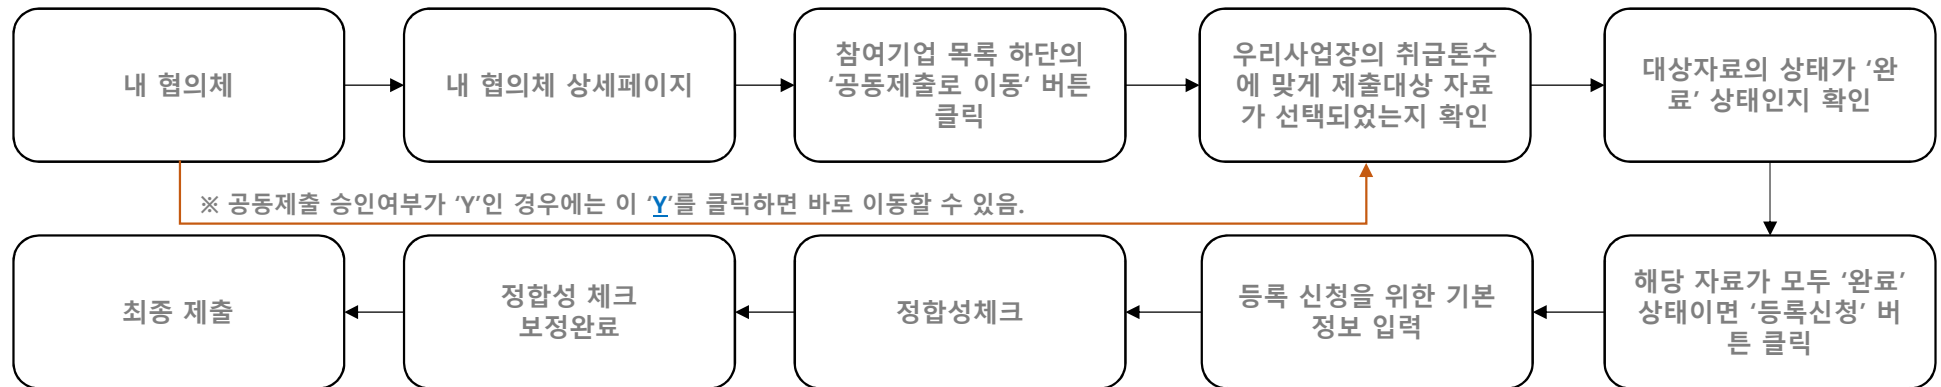 내 협의체
내 협의체 상세페이지
참여기업 목록 하단의
‘공동제출로 이동‘ 버튼
클릭
우리사업장의 취급톤수
에 맞게 제출대상 자료
가 선택되었는지 확인
대상자료의 상태가 ‘완
료’ 상태인지 확인
※ 공동제출 승인여부가 ‘Y’인 경우에는 이 ‘Y’를 클릭하면 바로 이동할 수 있음.
해당 자료가 모두 ‘완료’
상태이면 ‘등록신청’ 버
튼 클릭
등록 신청을 위한 기본
정보 입력
정합성체크
정합성 체크
보정완료
최종 제출